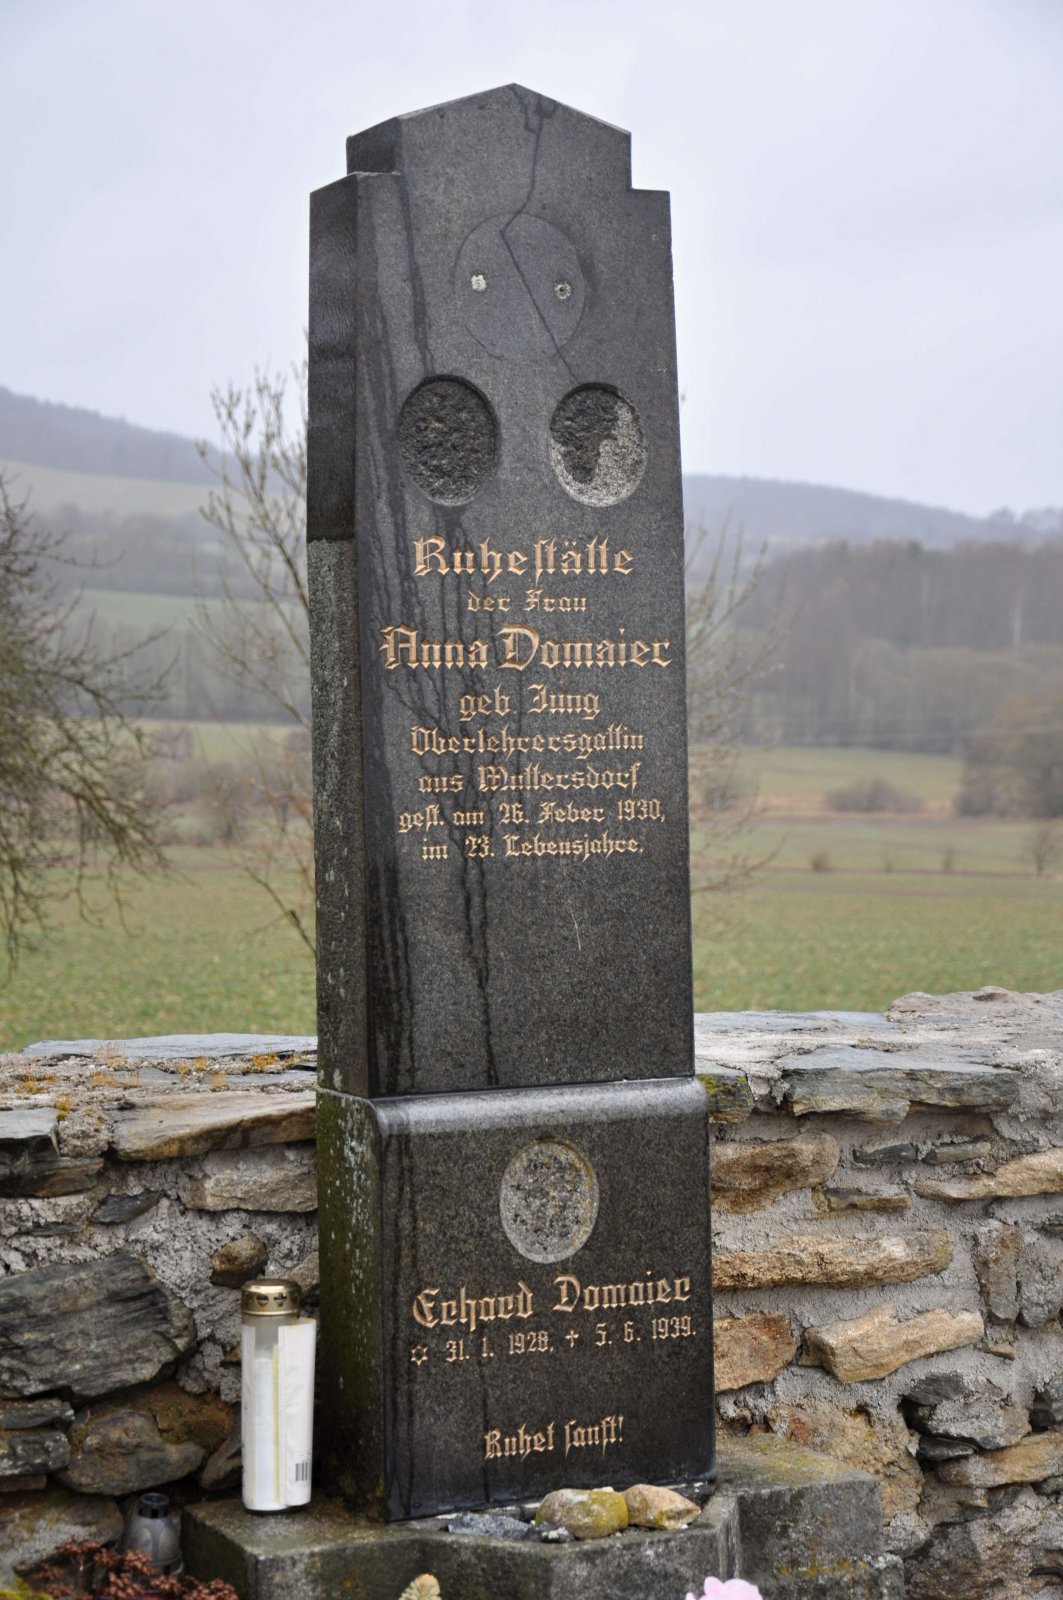 Ruhestätte
der Frau
Anna Domaier
geb Jung
Oberlehrersgattin
aus Muttersdorf
gest. am 26. Feber 1930,
im 23. Lebensjahre.
Erhard Domaier
✡ 31. 1. 1928, + 5. 6. 1939.
Ruhet sanft!